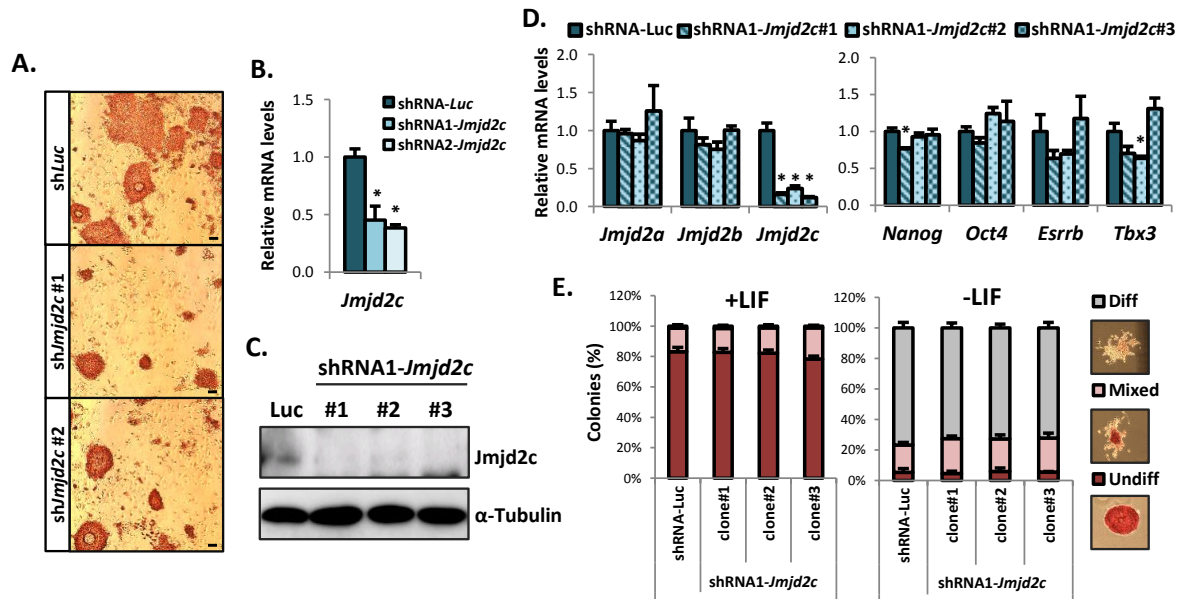 A.
shLuc
shJmjd2c #1
shJmjd2c #2
B.
Relative mRNA levels
1.5
1.0
0.5
0.0
shRNA-Luc
shRNA1-Jmjd2c
shRNA2-Jmjd2c
* *
Jmjd2c
C.
shRNA1-Jmjd2c
Luc #1 #2 #3
Jmjd2c
α-Tubulin
D.
shRNA-Luc shRNA1-Jmjd2c#1 shRNA1-Jmjd2c#2 shRNA1-Jmjd2c#3
Relative mRNA levels
2.0
1.5
1.0
0.5
0.0
* * *
Jmjd2a Jmjd2b Jmjd2c
2.0
1.5
1.0
0.5
0.0
* *
Nanog Oct4 Esrrb Tbx3
E.
+LIF
Colonies (%)
120%
100%
80%
60%
40%
20%
0%
shRNA-Luc
clone#1
clone#2
clone#3
shRNA1-Jmjd2c
-LIF
120%
100%
80%
60%
40%
20%
0%
shRNA-Luc
clone#1
clone#2
clone#3
shRNA1-Jmjd2c
Diff
Mixed
Undiff